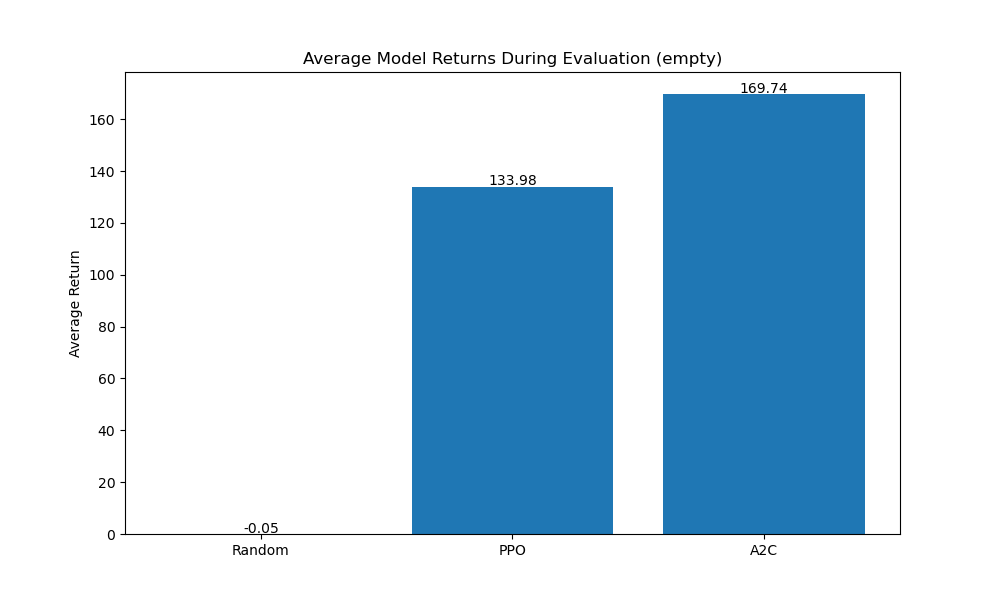 Average Model Returns During Evaluation (empty)
Average Return
160
140
120
100
80
60
40
20
0
-0.05
133.98
169.74
Random
PPO
A2C